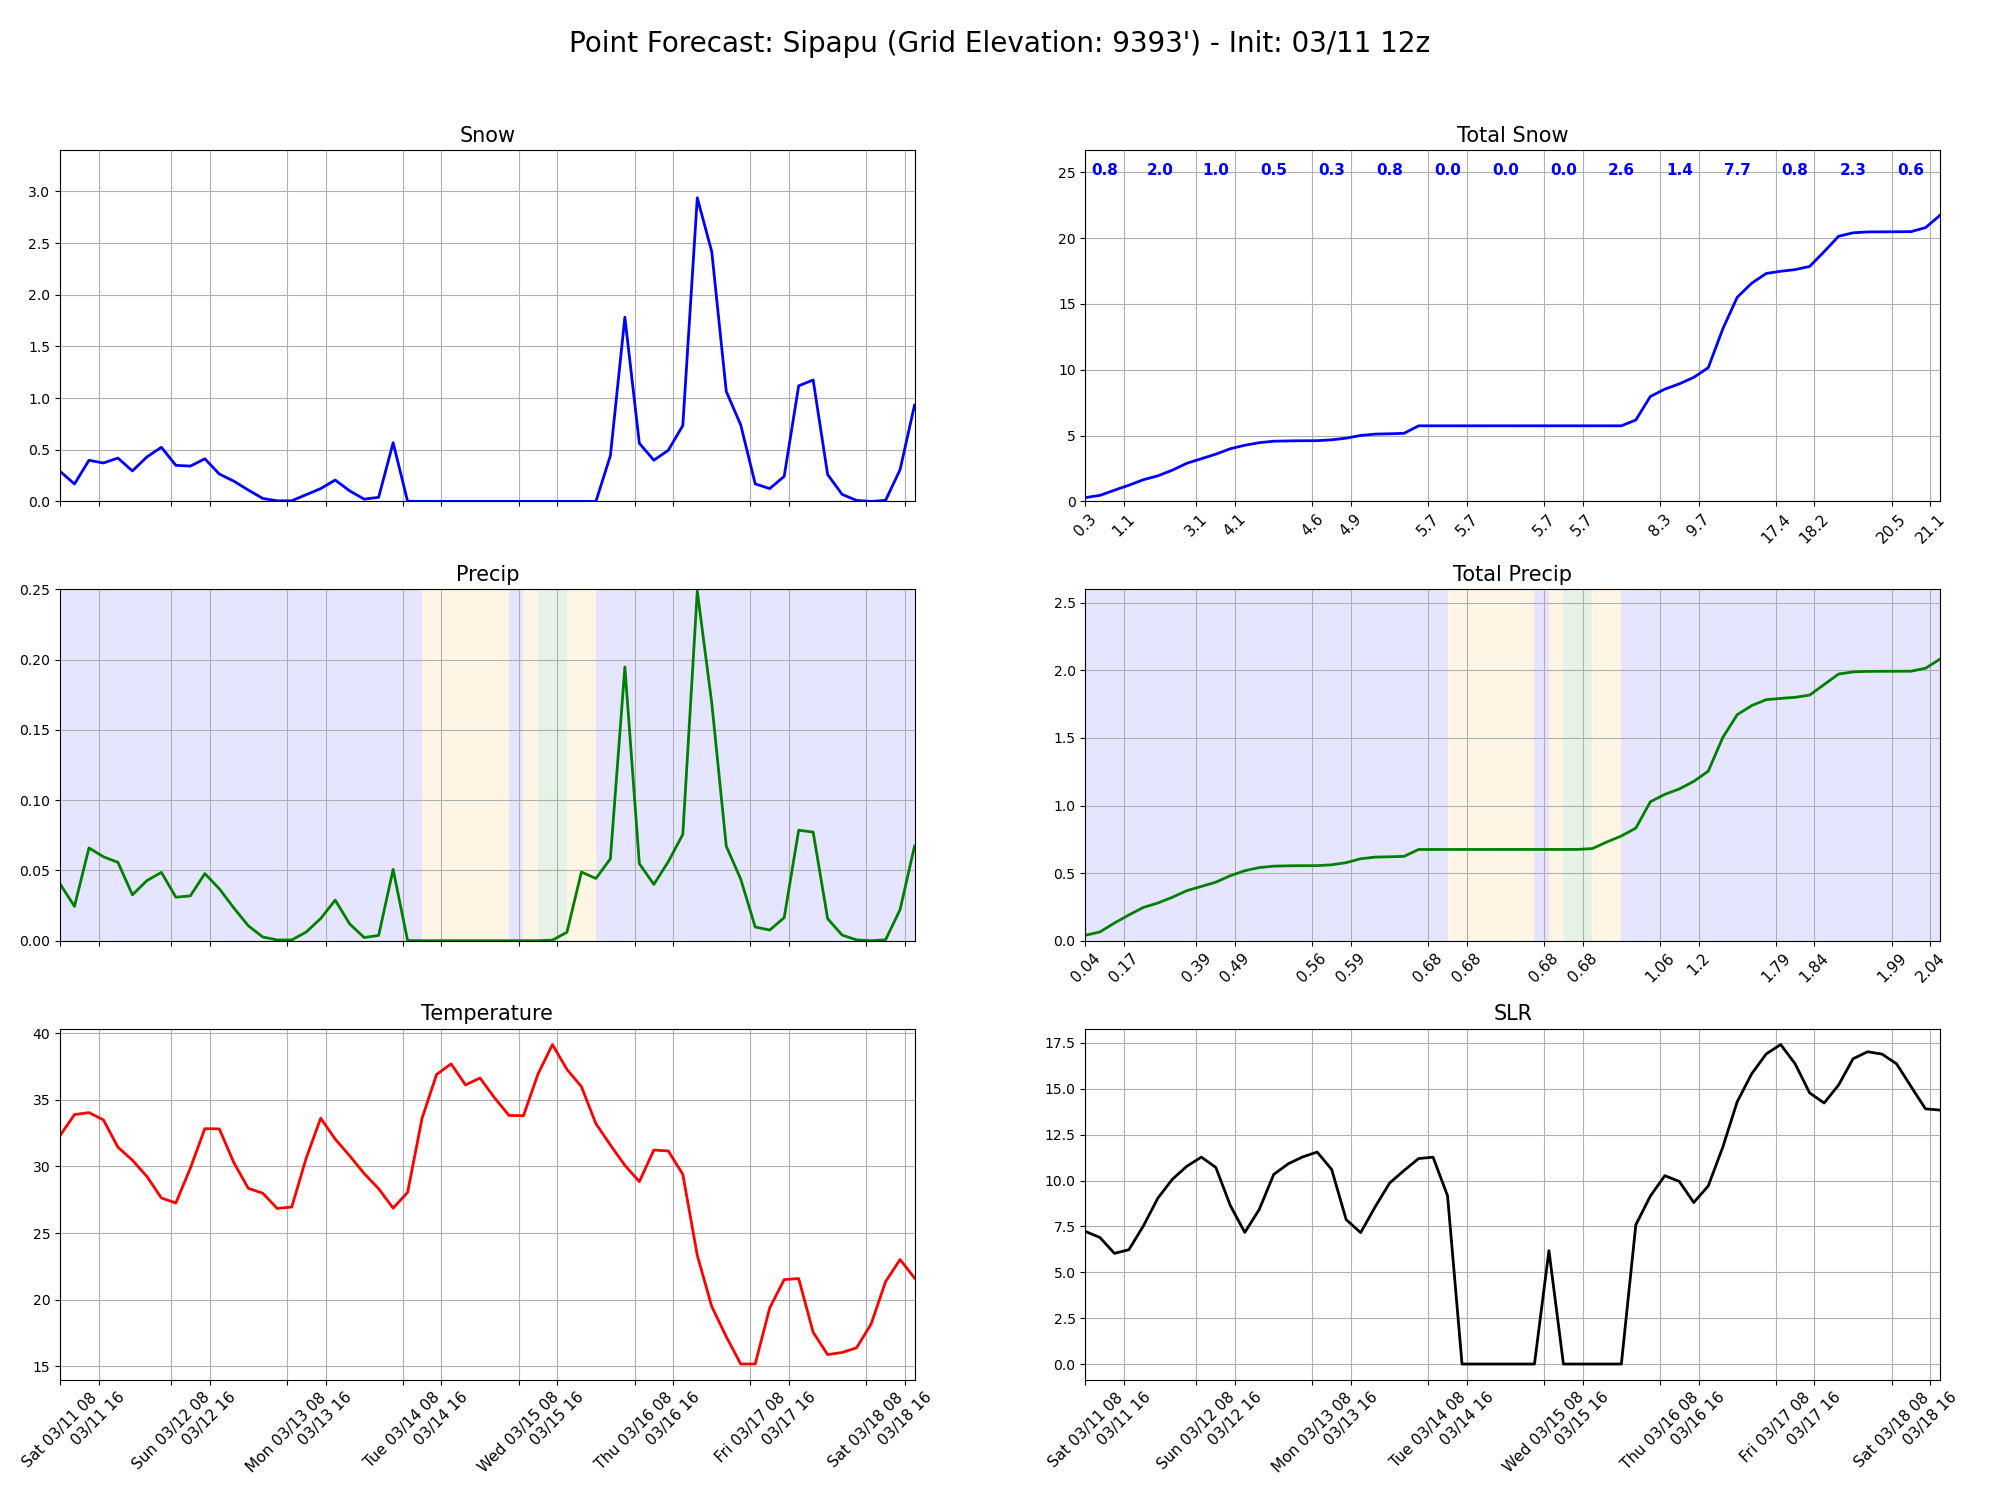 Point Forecast: Sipapu (Grid Elevation: 9393') - Init: 03/11 12z
Snow
3.0
2.5
2.0
1.5
1.0
0.5
0.0
Total Snow
0.8 2.0 1.0 0.5 0.3 0.8 0.0 0.0 0.0 2.6 1.4 7.7 0.8 2.3 0.6
25
20
15
10
5
0
0.3 1.1 3.1 4.1 4.6 4.9 5.7 5.7 5.7 5.7 8.3 9.7 17.4 18.2 20.5 21.1
Precip
0.25
0.20
0.15
0.10
0.05
0.00
Total Precip
2.5
2.0
1.5
1.0
0.5
0.0
0.04 0.17 0.39 0.49 0.56 0.59 0.68 0.68 0.68 0.68 1.06 1.2 1.79 1.84 1.99 2.04
Temperature
40
35
30
25
20
15
Sat 03/11 08
03/11 16
Sun 03/12 08
03/12 16
Mon 03/13 08
03/13 16
Tue 03/14 08
03/14 16
Wed 03/15 08
03/15 16
Thu 03/16 08
03/16 16
Fri 03/17 08
03/17 16
Sat 03/18 08
03/18 16
SLR
17.5
15.0
12.5
10.0
7.5
5.0
2.5
0.0
Sat 03/11 08
03/11 16
Sun 03/12 08
03/12 16
Mon 03/13 08
03/13 16
Tue 03/14 08
03/14 16
Wed 03/15 08
03/15 16
Thu 03/16 08
03/16 16
Fri 03/17 08
03/17 16
Sat 03/18 08
03/18 16